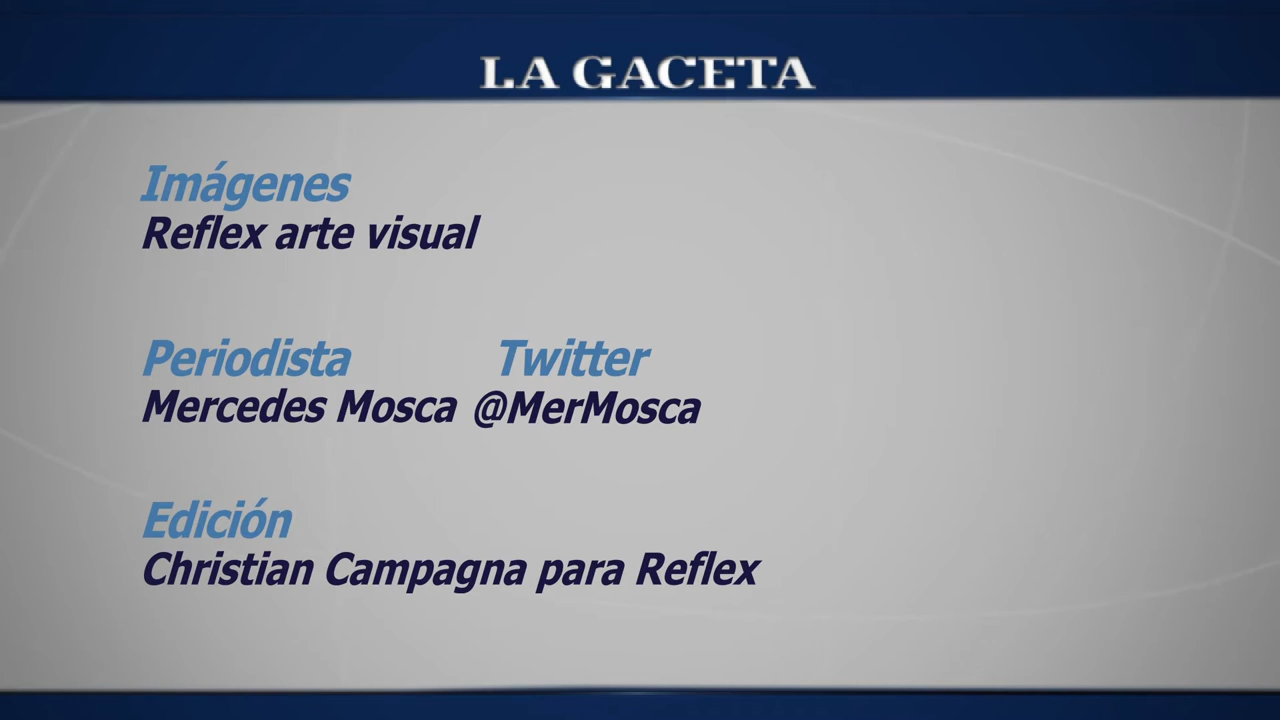 LA GACETA
Imágenes
Reflex arte visual
Periodista Twitter
Mercedes Mosca @MerMosca
Edición
Christian Campagna para Reflex